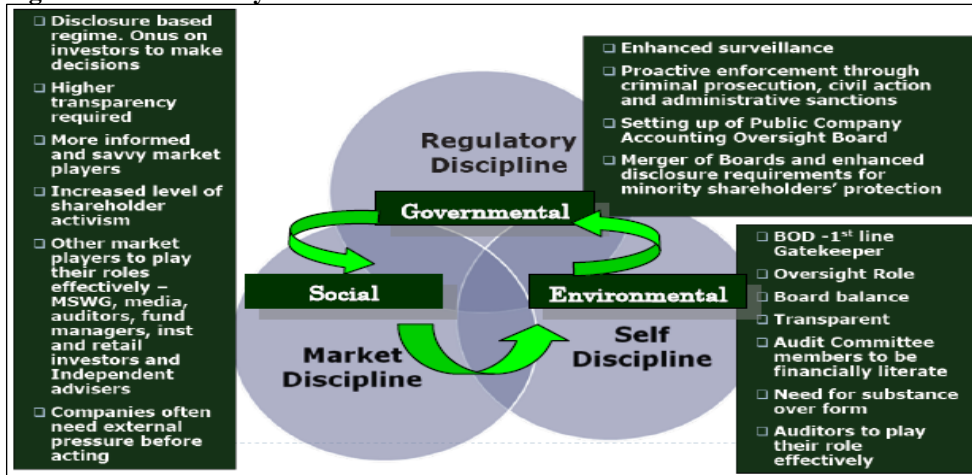 Disclosure based
regime. Onus on
investors to make
decisions
Higher
transparency
required
More informed
and savvy market
players
Increased level of
shareholder
activism
Other market
players to play
their roles
effectively –
MSWG, media,
auditors, fund
managers, inst
and retail
investors and
Independent
advisers
Companies often
need external
pressure before
acting
Regulatory
Discipline
Governmental
Social
Environmental
Market
Discipline
Self
Discipline
Enhanced surveillance
Proactive enforcement through
criminal prosecution, civil action
and administrative sanctions
Setting up of Public Company
Accounting Oversight Board
Merger of Boards and enhanced
disclosure requirements for
minority shareholders' protection
BOD -1st line
Gatekeeper
Oversight Role
Board balance
Transparent
Audit Committee
members to be
financially literate
Need for substance
over form
Auditors to play
their role
effectively